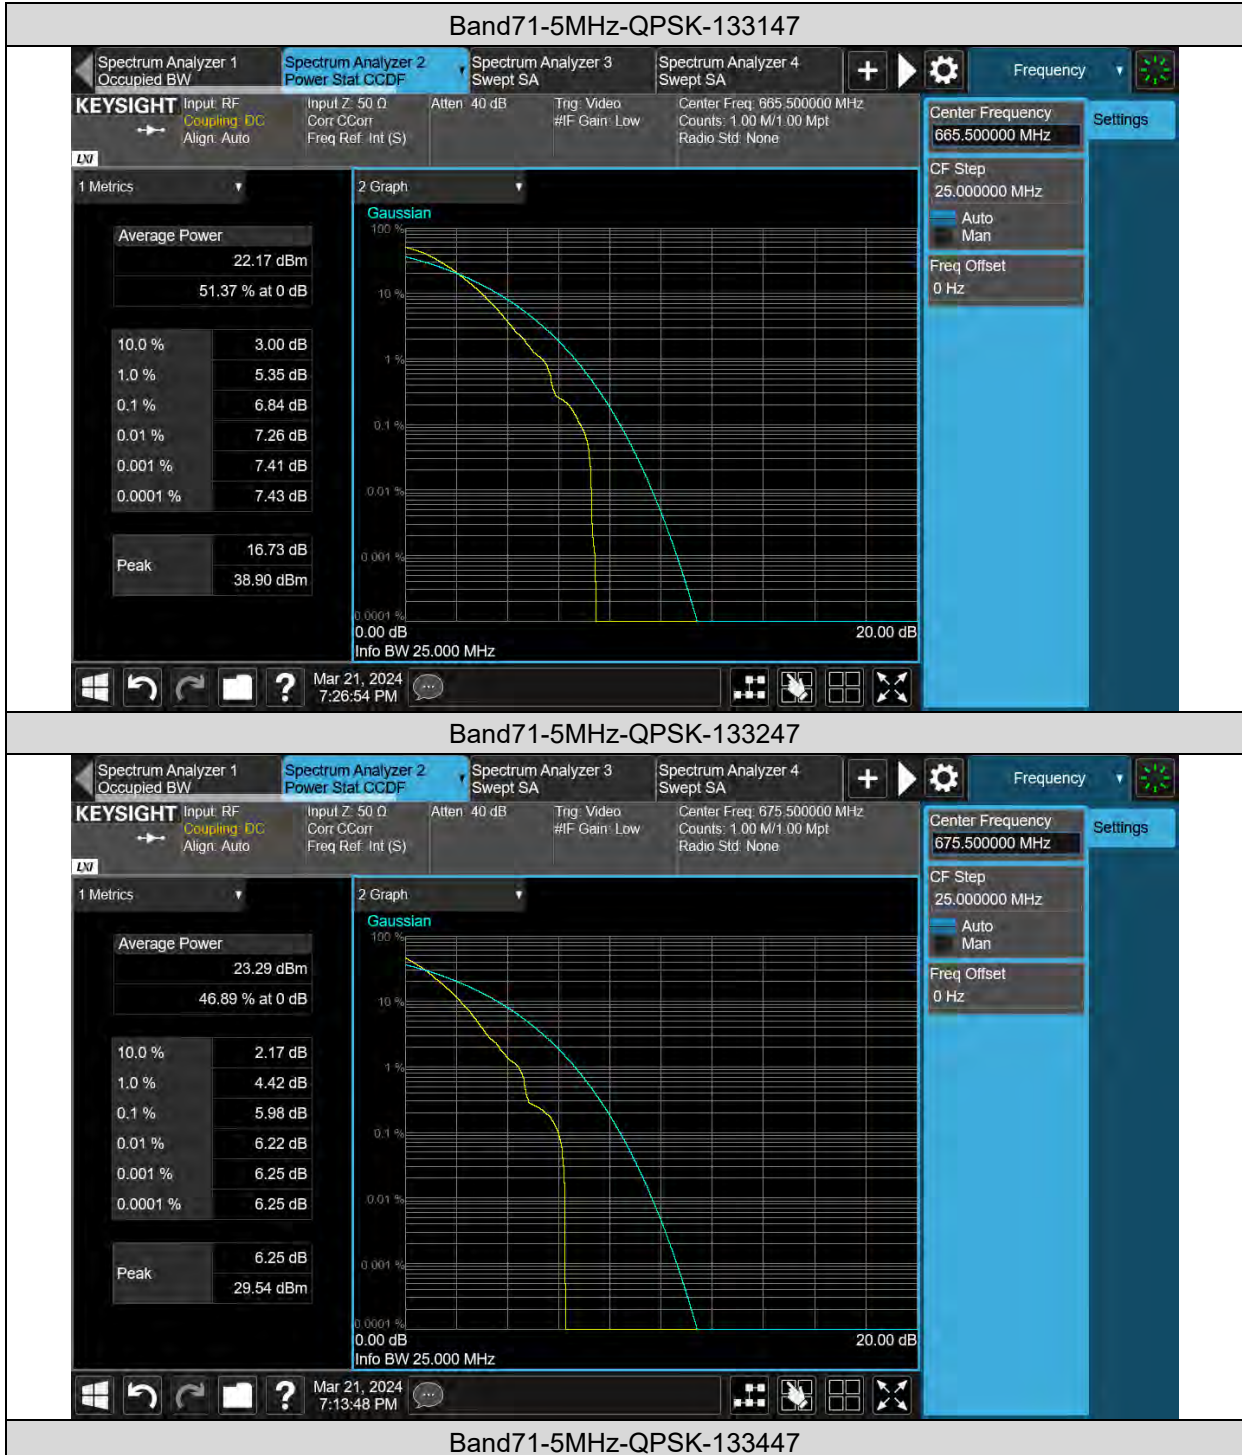 Band71-5MHz-QPSK-133147
Spectrum Analyzer 1
Occupied BW
Spectrum Analyzer 2
Power Stat CCDF
Spectrum Analyzer 3
Swept SA
Spectrum Analyzer 4
Swept SA
Frequency
KEYSIGHT
Input: RF
Coupling: DC
Align: Auto
Input Z: 50 Ω
Corr CCorr
Freq Ref: Int (S)
Atten: 40 dB
Trig: Video
#IF Gain: Low
Center Freq: 665.500000 MHz
Counts: 1.00 M/1.00 Mpt
Radio Std: None
LXI
Center Frequency
665.500000 MHz
Settings
CF Step
25.000000 MHz
Auto
Man
Freq Offset
0 Hz
1 Metrics
Average Power
22.17 dBm
51.37 % at 0 dB
10.0 % 3.00 dB
1.0 % 5.35 dB
0.1 % 6.84 dB
0.01 % 7.26 dB
0.001 % 7.41 dB
0.0001 % 7.43 dB
Peak
16.73 dB
38.90 dBm
2 Graph
Gaussian
100 %
10 %
1 %
0.1 %
0.01 %
0.001 %
0.0001 %
0.00 dB
20.00 dB
Info BW 25.000 MHz
Mar 21, 2024
7:26:54 PM
Band71-5MHz-QPSK-133247
Spectrum Analyzer 1
Occupied BW
Spectrum Analyzer 2
Power Stat CCDF
Spectrum Analyzer 3
Swept SA
Spectrum Analyzer 4
Swept SA
Frequency
KEYSIGHT
Input: RF
Coupling: DC
Align: Auto
Input Z: 50 Ω
Corr CCorr
Freq Ref: Int (S)
Atten: 40 dB
Trig: Video
#IF Gain: Low
Center Freq: 675.500000 MHz
Counts: 1.00 M/1.00 Mpt
Radio Std: None
LXI
Center Frequency
675.500000 MHz
Settings
CF Step
25.000000 MHz
Auto
Man
Freq Offset
0 Hz
1 Metrics
Average Power
23.29 dBm
46.89 % at 0 dB
10.0 % 2.17 dB
1.0 % 4.42 dB
0.1 % 5.98 dB
0.01 % 6.22 dB
0.001 % 6.25 dB
0.0001 % 6.25 dB
Peak
6.25 dB
29.54 dBm
2 Graph
Gaussian
100 %
10 %
1 %
0.1 %
0.01 %
0.001 %
0.0001 %
0.00 dB
20.00 dB
Info BW 25.000 MHz
Mar 21, 2024
7:13:48 PM
Band71-5MHz-QPSK-133447